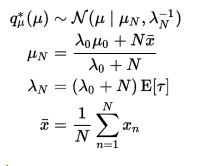 q*_μ(μ) ∼ 𝒩(μ | μ_N, λ_N^{-1})
μ_N = (λ_0 μ_0 + N x̄) / (λ_0 + N)
λ_N = (λ_0 + N) E[τ]
x̄ = (1/N) ∑_{n=1}^{N} x_n